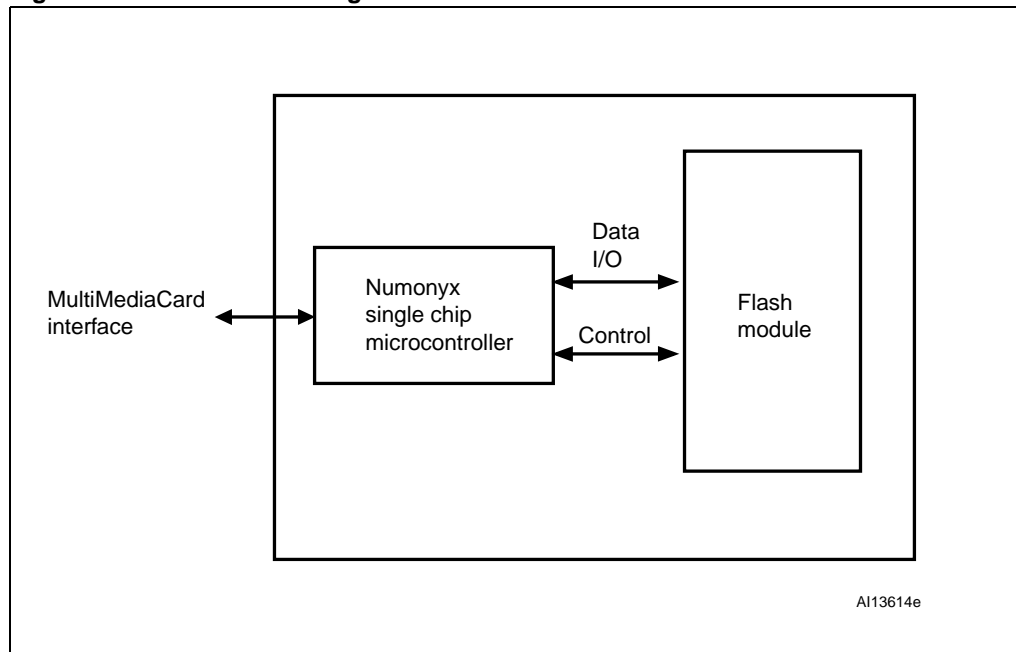 MultiMediaCard
interface
Numonyx
single chip
microcontroller
Data
I/O
Control
Flash
module
AI13614e